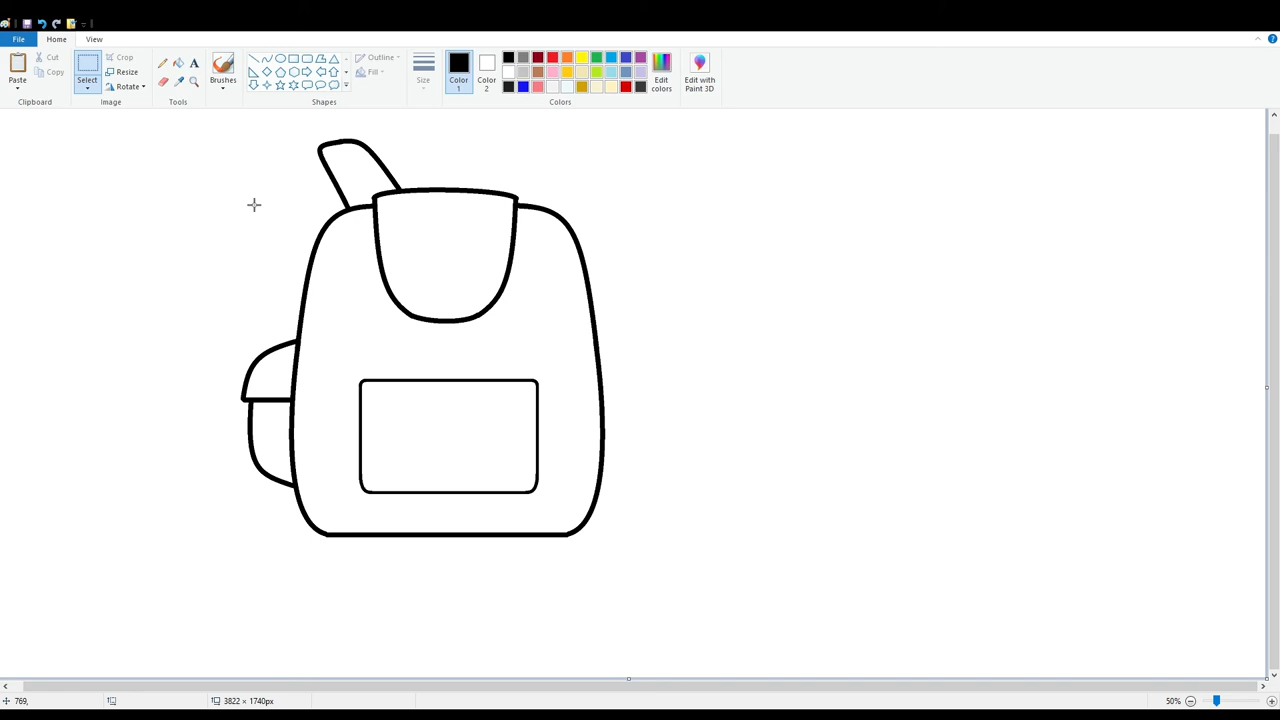 File Home View
Paste
Cut
Copy
Clipboard
Select
Crop
Resize
Rotate
Image
A
Tools
Brushes
Shapes
Outline
Fill
Size
Color 1
Color 2
Colors
Edit colors
Edit with Paint 3D
769,
3822 × 1740px
50%